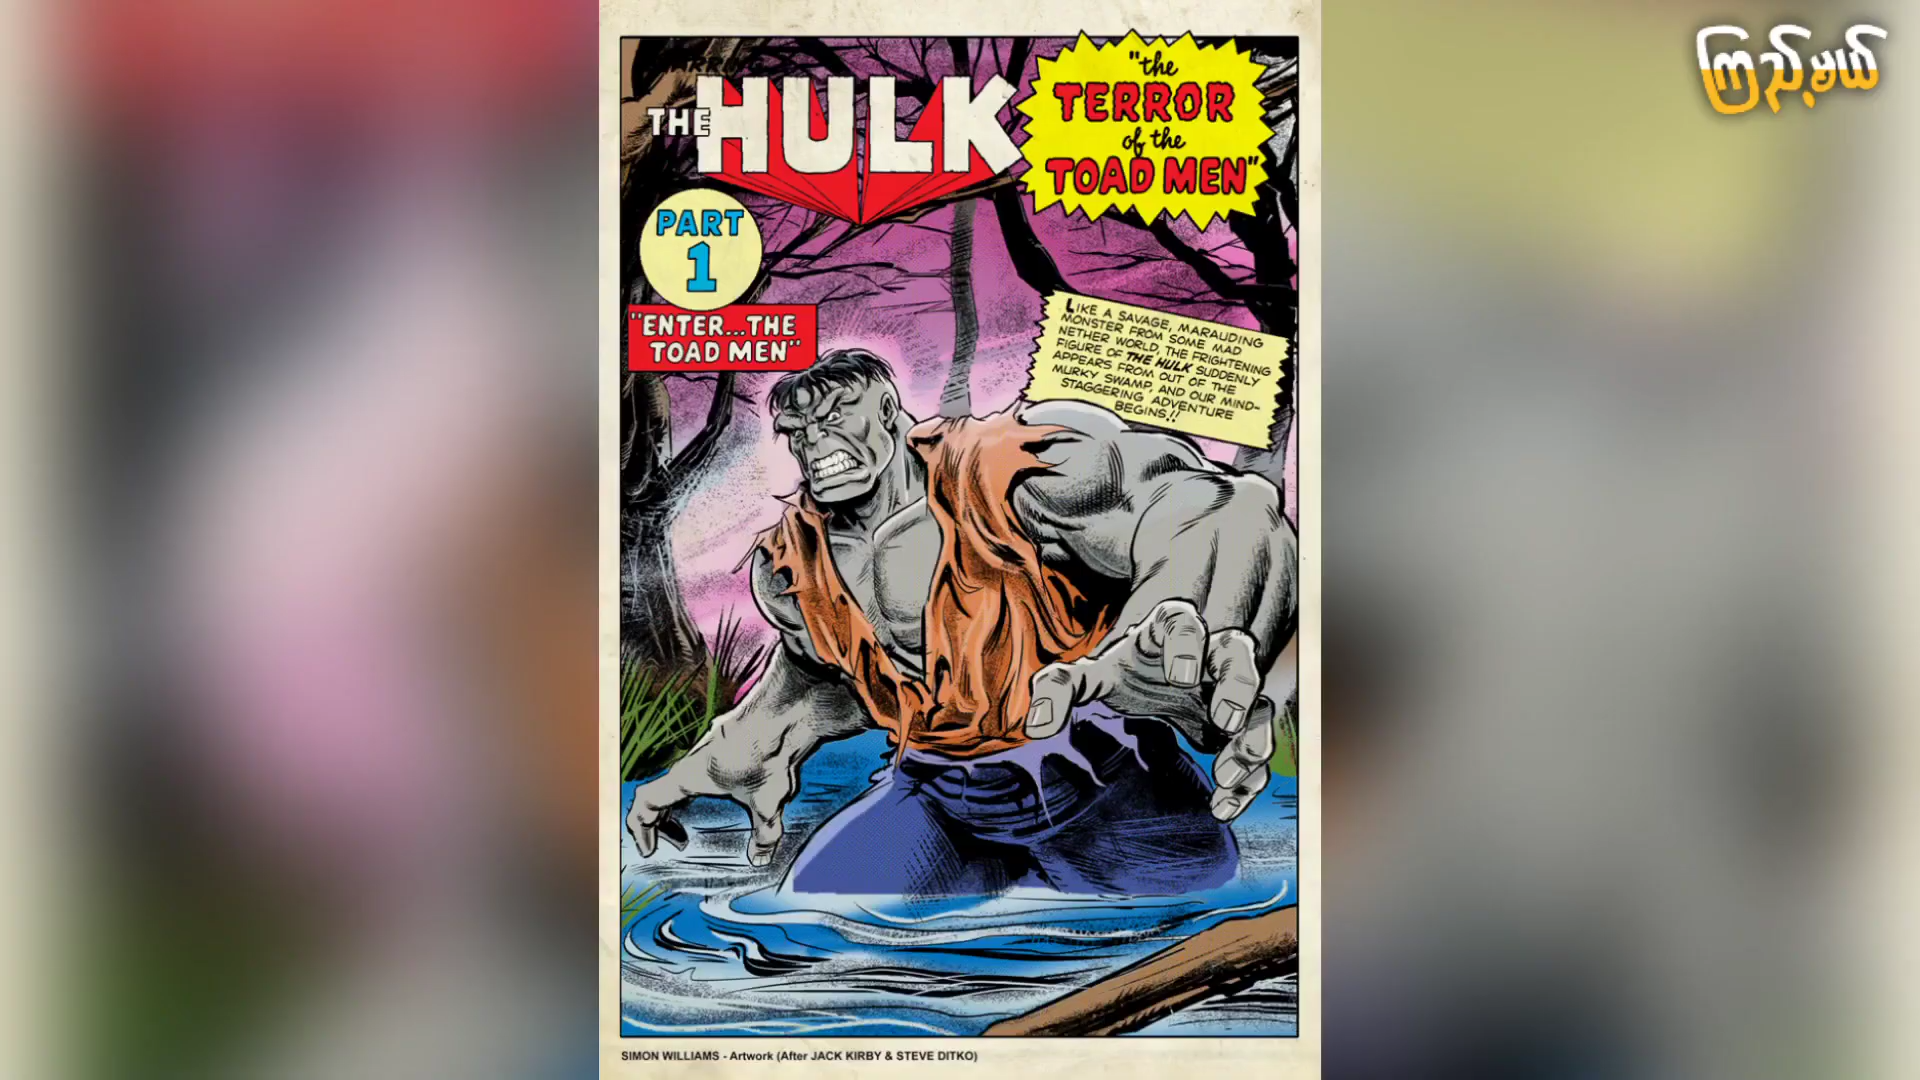 THE HULK
"the
TERROR
of the
TOAD MEN"
PART
1
"ENTER...THE
TOAD MEN"
LIKE A SAVAGE, MARAUDING
MONSTER FROM SOME MAD
NETHER WORLD, THE FRIGHTENING
FIGURE OF THE HULK SUDDENLY
APPEARS FROM OUT OF THE
MURKY SWAMP, AND OUR MIND-
STAGGERING ADVENTURE
BEGINS!!
SIMON WILLIAMS - Artwork (After JACK KIRBY & STEVE DITKO)
ကြည့်မယ်